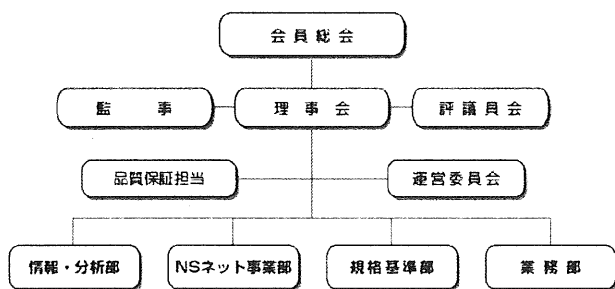 会員総会
監事
理事会
評議員会
品質保証担当
運営委員会
情報・分析部
NSネット事業部
規格基準部
業務部